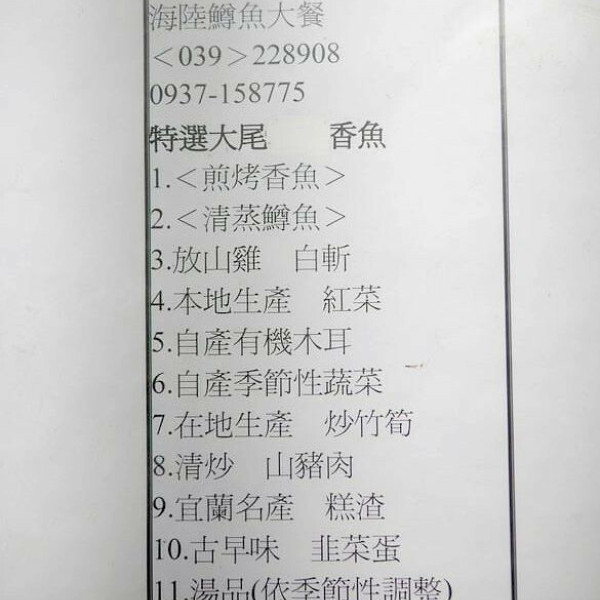 海陸鱒魚大餐
＜039＞228908
0937-158775
特選大尾　　香魚
1.＜煎烤香魚＞
2.＜清蒸鱒魚＞
3.放山雞　白斬
4.本地生產　紅菜
5.自產有機木耳
6.自產季節性蔬菜
7.在地生產　炒竹筍
8.清炒　山豬肉
9.宜蘭名產　糕渣
10.古早味　韭菜蛋
11.湯品(依季節性調整)